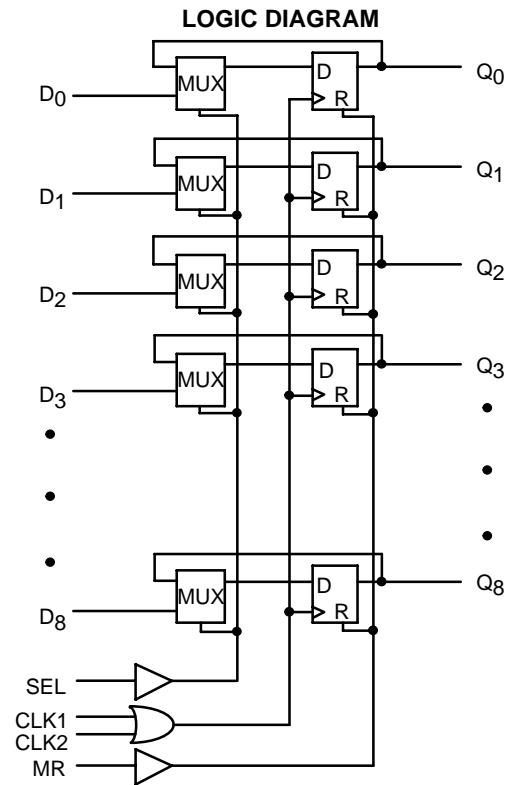 LOGIC DIAGRAM
D0 MUX D R Q0
D1 MUX D R Q1
D2 MUX D R Q2
D3 MUX D R Q3
D8 MUX D R Q8
SEL
CLK1
CLK2
MR